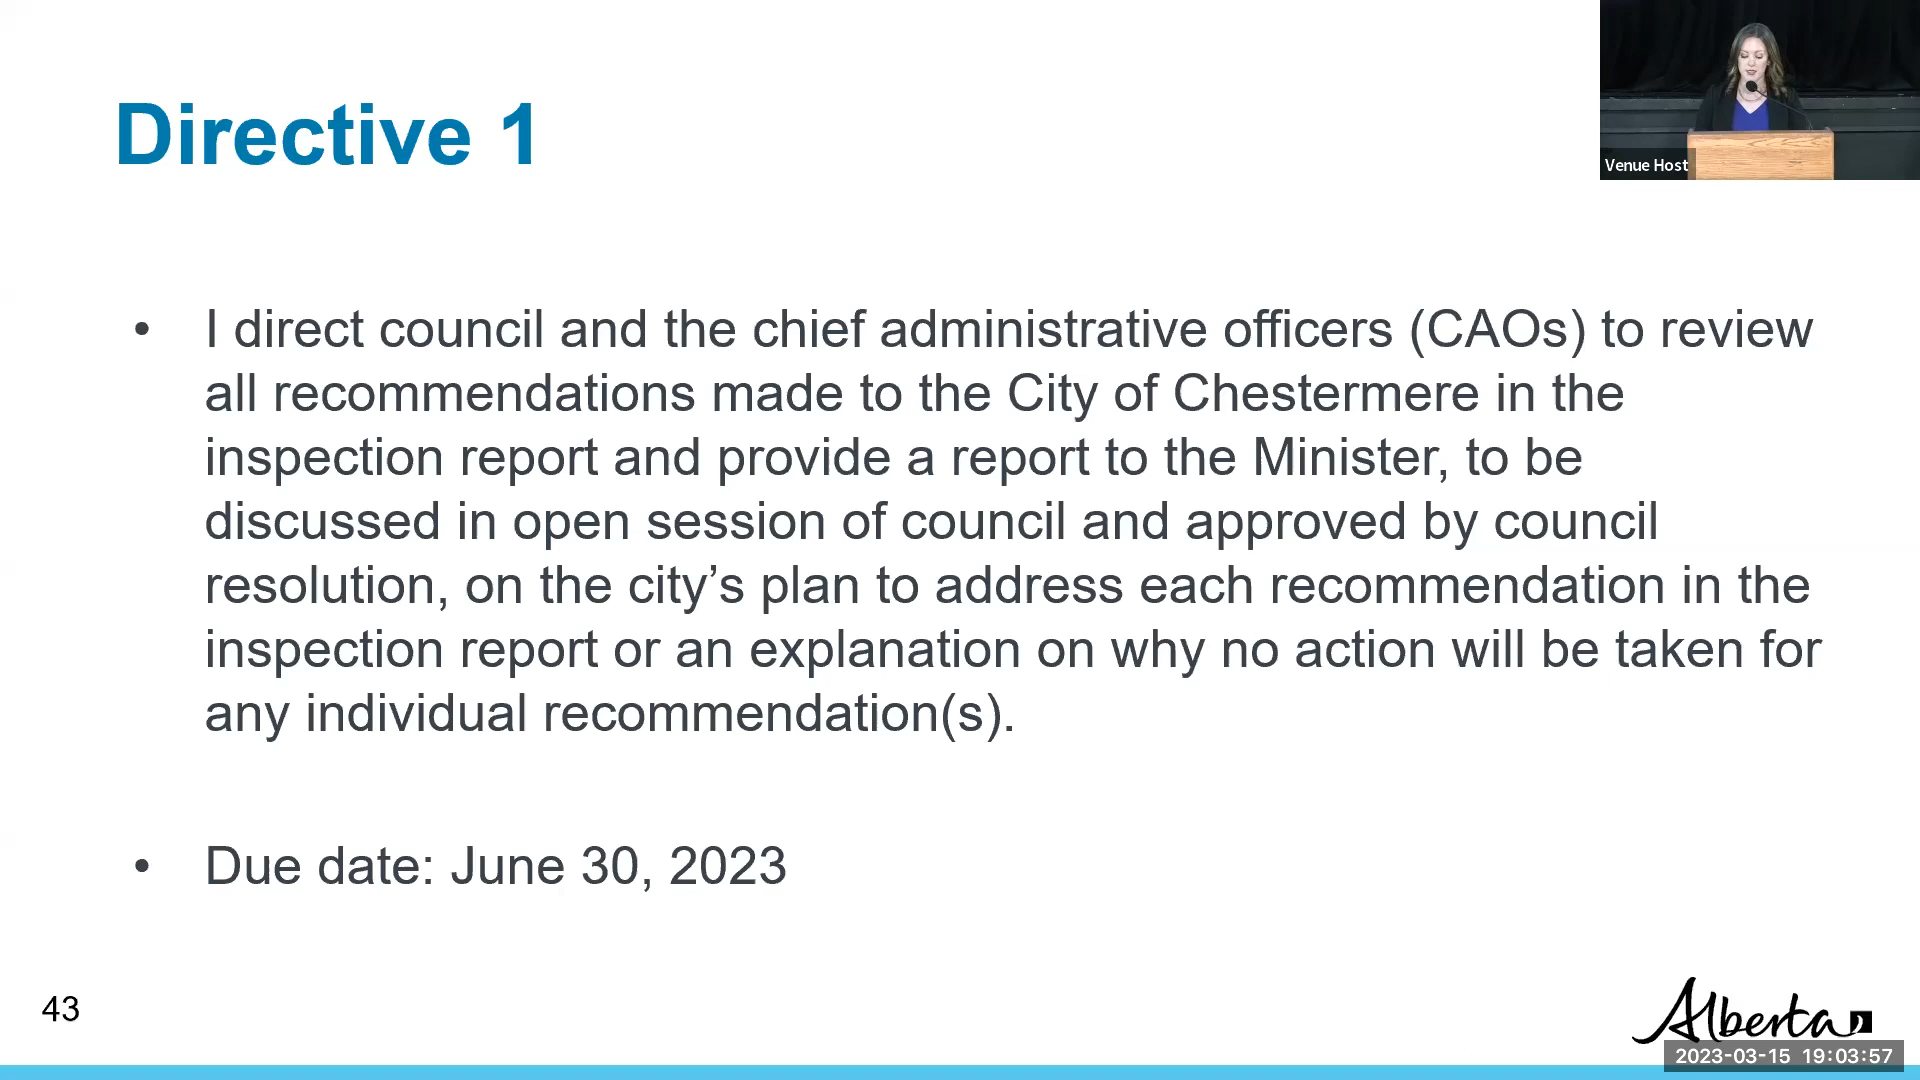 Directive 1
Venue Host
• I direct council and the chief administrative officers (CAOs) to review
all recommendations made to the City of Chestermere in the
inspection report and provide a report to the Minister, to be
discussed in open session of council and approved by council
resolution, on the city’s plan to address each recommendation in the
inspection report or an explanation on why no action will be taken for
any individual recommendation(s).
• Due date: June 30, 2023
43
Alberta
2023-03-15 19:03:57